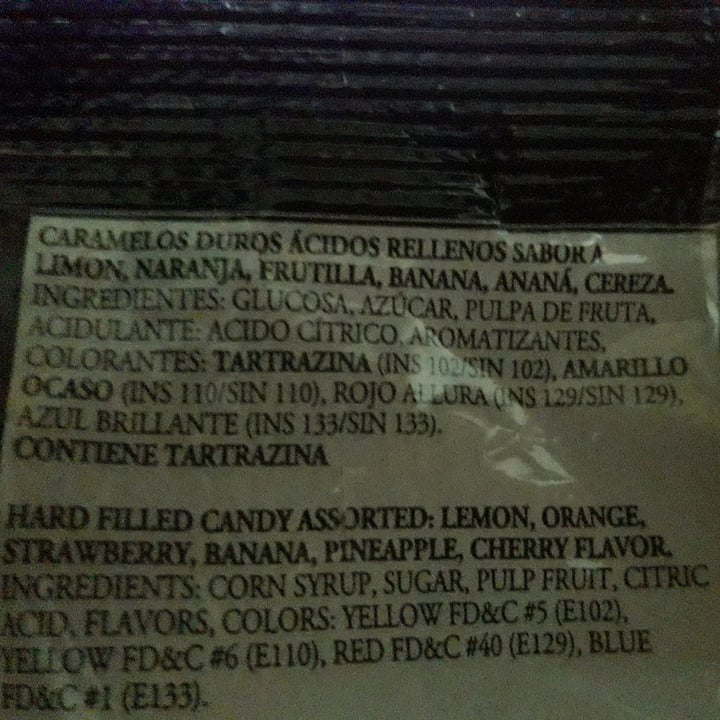 CARAMELOS DUROS ÁCIDOS RELLENOS SABOR A
LIMON, NARANJA, FRUTILLA, BANANA, ANANÁ, CEREZA.
INGREDIENTES: GLUCOSA, AZÚCAR, PULPA DE FRUTA,
ACIDULANTE: ACIDO CÍTRICO, AROMATIZANTES,
COLORANTES: TARTRAZINA (INS 102/SIN 102), AMARILLO
OCASO (INS 110/SIN 110), ROJO ALLURA (INS 129/SIN 129),
AZUL BRILLANTE (INS 133/SIN 133).
CONTIENE TARTRAZINA
HARD FILLED CANDY ASSORTED: LEMON, ORANGE,
STRAWBERRY, BANANA, PINEAPPLE, CHERRY FLAVOR.
INGREDIENTS: CORN SYRUP, SUGAR, PULP FRUIT, CITRIC
ACID, FLAVORS, COLORS: YELLOW FD&C #5 (E102),
YELLOW FD&C #6 (E110), RED FD&C #40 (E129), BLUE
FD&C #1 (E133).